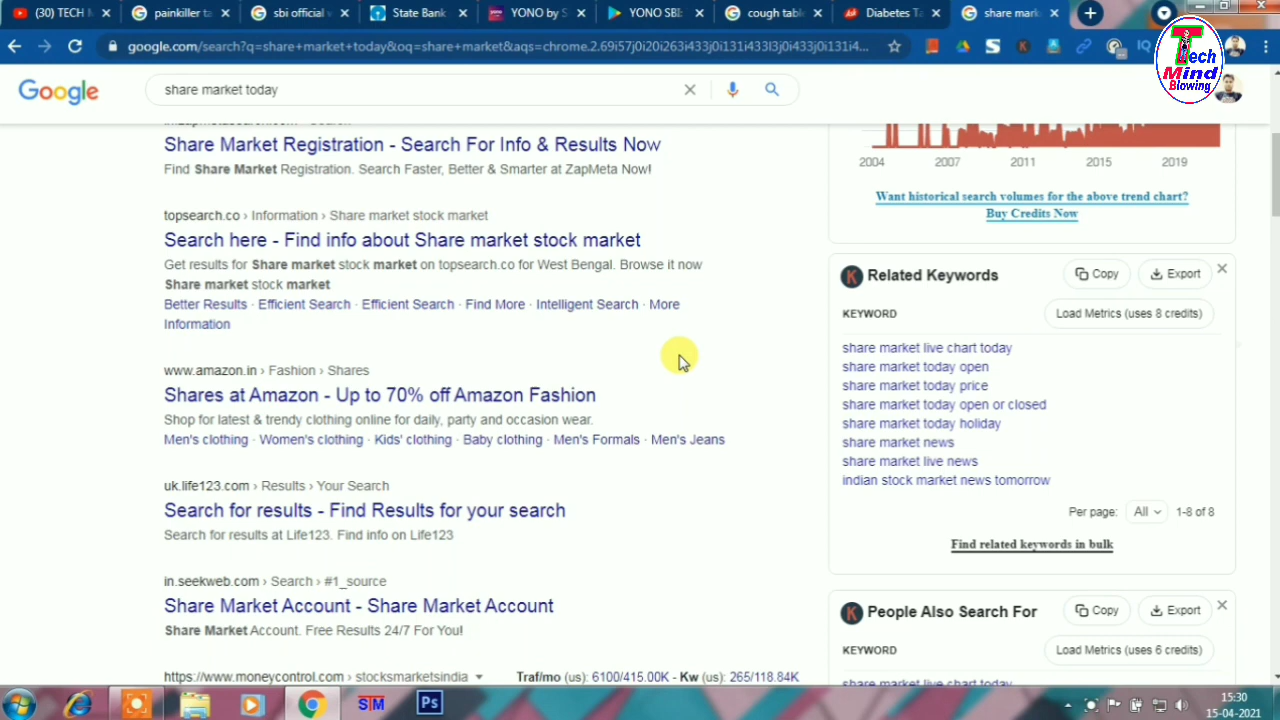 (30) TECH M
painkiller ta
sbi official w
State Bank
YONO by S
YONO SBI:
cough table
Diabetes Ta
share mark
google.com/search?q=share+market+today&oq=share+market&aqs=chrome.2.69i57j0i20i263i433j0i131i433l3j0i433j0i131i4...
IQ
Tech
Mind
Blowing
Google
share market today
Share Market Registration - Search For Info & Results Now
Find Share Market Registration. Search Faster, Better & Smarter at ZapMeta Now!
topsearch.co › Information › Share market stock market
Search here - Find info about Share market stock market
Get results for Share market stock market on topsearch.co for West Bengal. Browse it now
Share market stock market
Better Results · Efficient Search · Efficient Search · Find More · Intelligent Search · More
Information
www.amazon.in › Fashion › Shares
Shares at Amazon - Up to 70% off Amazon Fashion
Shop for latest & trendy clothing online for daily, party and occasion wear.
Men's clothing · Women's clothing · Kids' clothing · Baby clothing · Men's Formals · Men's Jeans
uk.life123.com › Results › Your Search
Search for results - Find Results for your search
Search for results at Life123. Find info on Life123
in.seekweb.com › Search › #1_source
Share Market Account - Share Market Account
Share Market Account. Free Results 24/7 For You!
https://www.moneycontrol.com › stocksmarketsindia
Traf/mo (us): 6100/415.00K - Kw (us): 265/118.84K
2004 2007 2011 2015 2019
Want historical search volumes for the above trend chart?
Buy Credits Now
K Related Keywords
Copy
Export
KEYWORD
Load Metrics (uses 8 credits)
share market live chart today
share market today open
share market today price
share market today open or closed
share market today holiday
share market news
share market live news
indian stock market news tomorrow
Per page: All 1-8 of 8
Find related keywords in bulk
K People Also Search For
Copy
Export
KEYWORD
Load Metrics (uses 6 credits)
share market live chart today
STM
Ps
15:30
15-04-2021